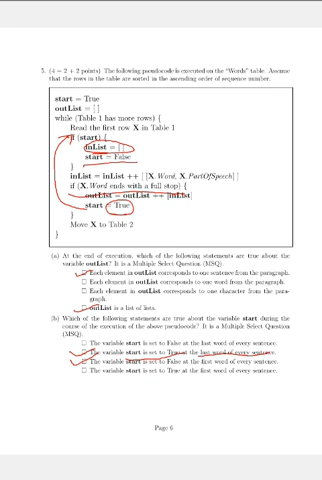 5. (4 − 2 + 2 points) The following pseudocode is executed on the "Words" table. Assume
that the rows in the table are sorted in the ascending order of sequence number.
start = True
outList = [ ]
while (Table 1 has more rows) {
Read the first row X in Table 1
if (start) {
inList = [ ]
start = False
}
inList = inList ++ [ [X.Word, X.PartOfSpeech] ]
if (X.Word ends with a full stop) {
outList = outList ++ [inList]
start = True
}
Move X to Table 2
}
(a) At the end of execution, which of the following statements are true about the
variable outList? It is a Multiple Select Question (MSQ).
□ Each element in outList corresponds to one sentence from the paragraph.
□ Each element in outList corresponds to one word from the paragraph.
□ Each element in outList corresponds to one character from the para-
graph.
□ outList is a list of lists.
(b) Which of the following statements are true about the variable start during the
course of the execution of the above pseudocode? It is a Multiple Select Question
(MSQ).
□ The variable start is set to False at the last word of every sentence.
□ The variable start is set to True at the last word of every sentence.
□ The variable start is set to False at the first word of every sentence.
□ The variable start is set to True at the first word of every sentence.
Page 6